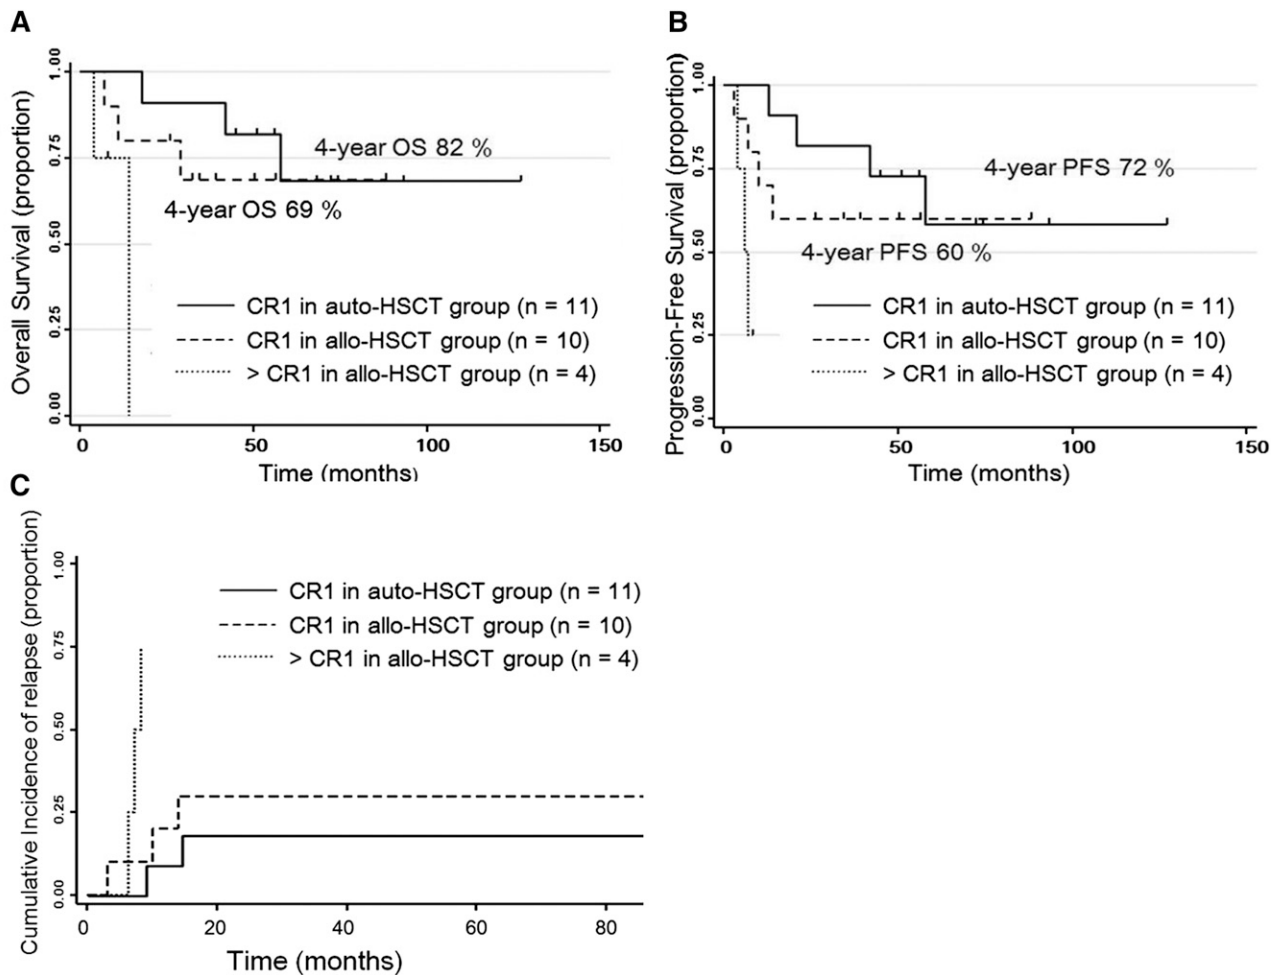 A
Overall Survival (proportion)
1.00
0.75
0.50
0.25
0.00
4-year OS 82 %
4-year OS 69 %
CR1 in auto-HSCT group (n = 11)
CR1 in allo-HSCT group (n = 10)
> CR1 in allo-HSCT group (n = 4)
0 50 100 150
Time (months)
B
Progression-Free Survival (proportion)
1.00
0.75
0.50
0.25
0.00
4-year PFS 72 %
4-year PFS 60 %
CR1 in auto-HSCT group (n = 11)
CR1 in allo-HSCT group (n = 10)
> CR1 in allo-HSCT group (n = 4)
0 50 100 150
Time (months)
C
Cumulative Incidence of relapse (proportion)
1.00
0.75
0.50
0.25
0.00
CR1 in auto-HSCT group (n = 11)
CR1 in allo-HSCT group (n = 10)
> CR1 in allo-HSCT group (n = 4)
0 20 40 60 80
Time (months)